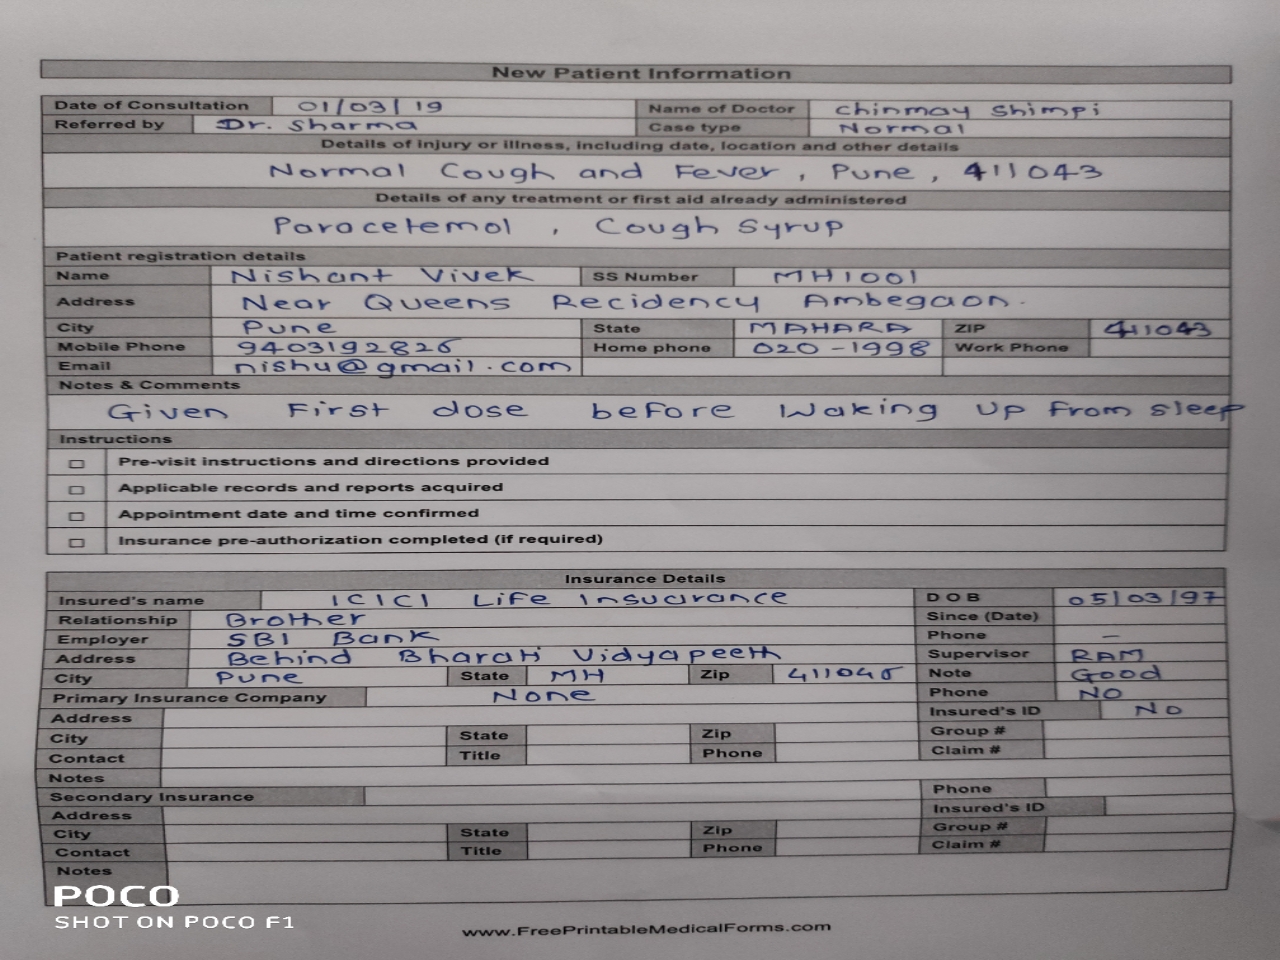 New Patient Information
Date of Consultation 01/03/19 Name of Doctor Chinmay Shimpi
Referred by Dr. Sharma Case type Normal
Details of injury or illness, including date, location and other details
Normal Cough and Fever, Pune, 411043
Details of any treatment or first aid already administered
Paracetemol, Cough Syrup
Patient registration details
Name Nishant Vivek SS Number MH1001
Address Near Queens Recidency Ambegaon.
City Pune State MAHARA ZIP 411043
Mobile Phone 9403192826 Home phone 020-1998 Work Phone
Email nishu@gmail.com
Notes & Comments
Given First dose before Waking Up from sleep
Instructions
Pre-visit instructions and directions provided
Applicable records and reports acquired
Appointment date and time confirmed
Insurance pre-authorization completed (if required)
Insurance Details
Insured's name ICICI Life Insucurance DOB 05/03/97
Relationship Brother Since (Date)
Employer SBI Bank Phone –
Address Behind Bharati Vidyapeeth Supervisor RAM
City Pune State MH Zip 411046 Note Good
Primary Insurance Company None Phone NO
Address Insured's ID NO
City State Zip Group #
Contact Title Phone Claim #
Notes
Secondary Insurance Phone
Address Insured's ID
City State Zip Group #
Contact Title Phone Claim #
Notes
POCO
SHOT ON POCO F1
www.FreePrintableMedicalForms.com